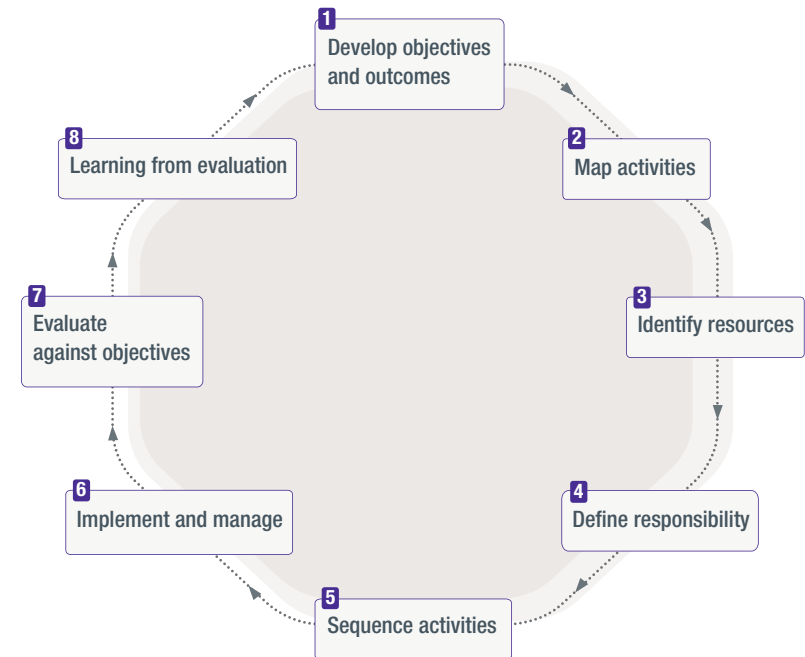 1
Develop objectives
and outcomes
2
Map activities
3
Identify resources
4
Define responsibility
5
Sequence activities
6
Implement and manage
7
Evaluate
against objectives
8
Learning from evaluation